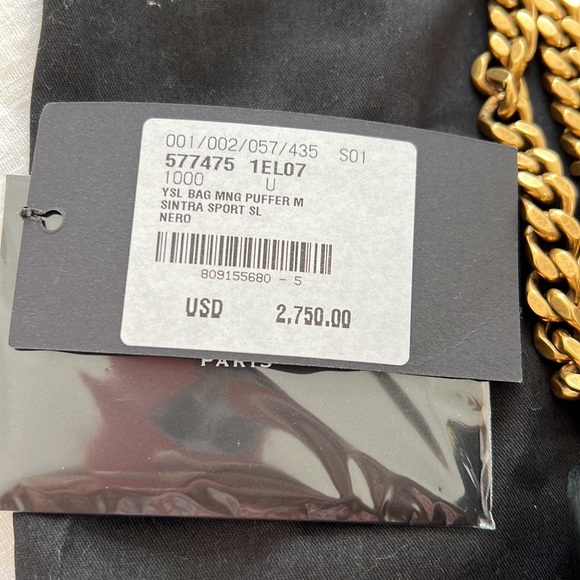 001/002/057/435 S01
577475 1EL07
1000 U
YSL BAG MNG PUFFER M
SINTRA SPORT SL
NERO
809155680 - 5
USD 2,750.00
PARIS